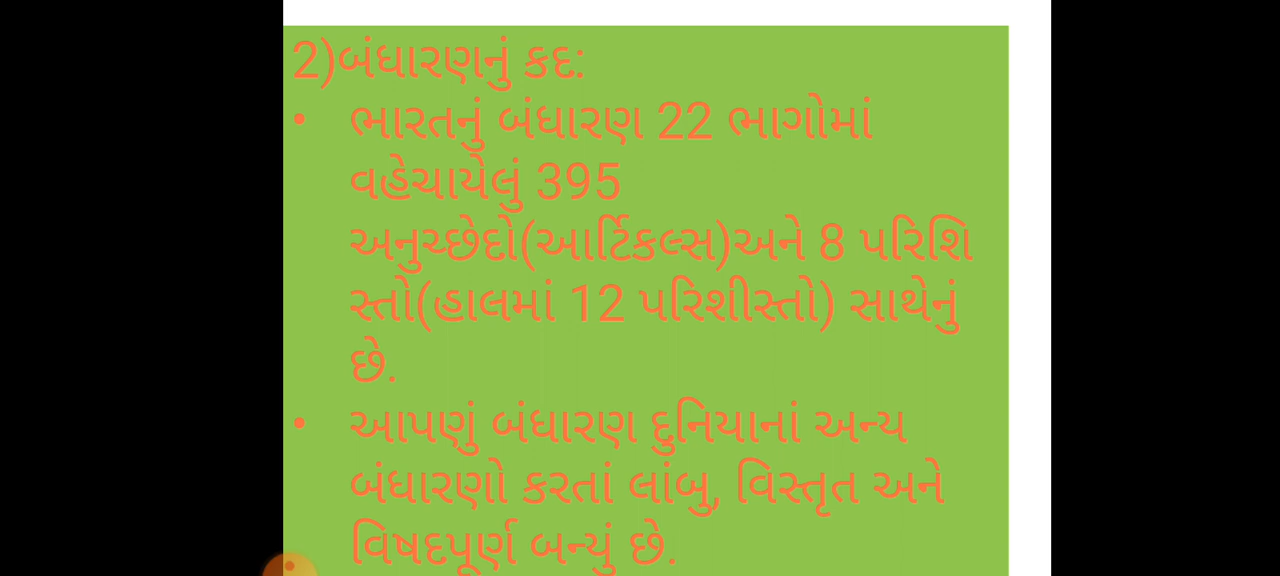 2)બંધારણનું કદ:
• ભારતનું બંધારણ 22 ભાગોમાં
વહેચાયેલું 395
અનુચ્છેદો(આર્ટિકલ્સ)અને 8 પરિશિ
સ્તો(હાલમાં 12 પરિશીસ્તો) સાથેનું
છે.
• આપણું બંધારણ દુનિયાનાં અન્ય
બંધારણો કરતાં લાંબુ, વિસ્તૃત અને
વિષદપૂર્ણ બન્યું છે.